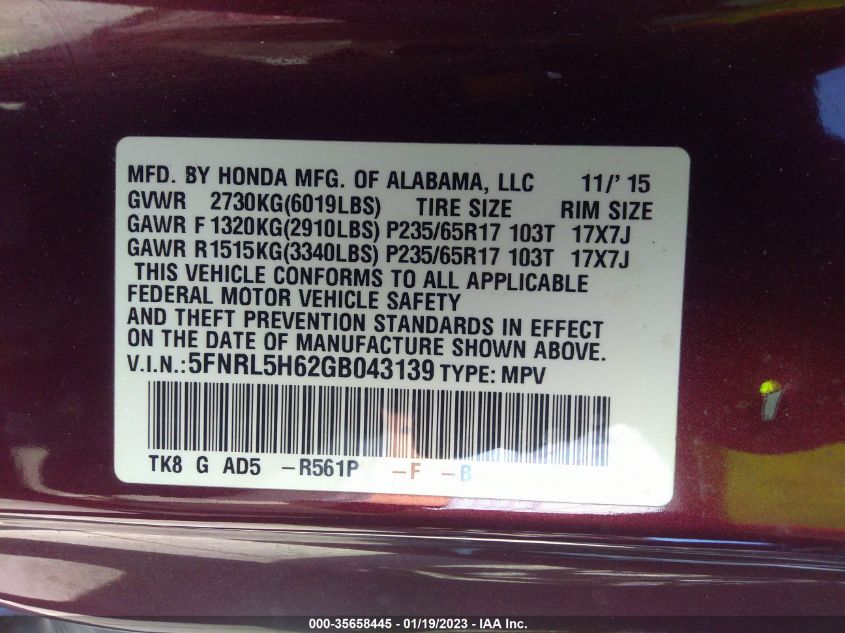 MFD. BY HONDA MFG. OF ALABAMA, LLC 11/' 15
GVWR 2730KG(6019LBS) TIRE SIZE RIM SIZE
GAWR F 1320KG(2910LBS) P235/65R17 103T 17X7J
GAWR R 1515KG(3340LBS) P235/65R17 103T 17X7J
THIS VEHICLE CONFORMS TO ALL APPLICABLE
FEDERAL MOTOR VEHICLE SAFETY
AND THEFT PREVENTION STANDARDS IN EFFECT
ON THE DATE OF MANUFACTURE SHOWN ABOVE.
V.I.N.:5FNRL5H62GB043139 TYPE: MPV
TK8 G AD5 -R561P -F -B
000-35658445 - 01/19/2023 - IAA Inc.